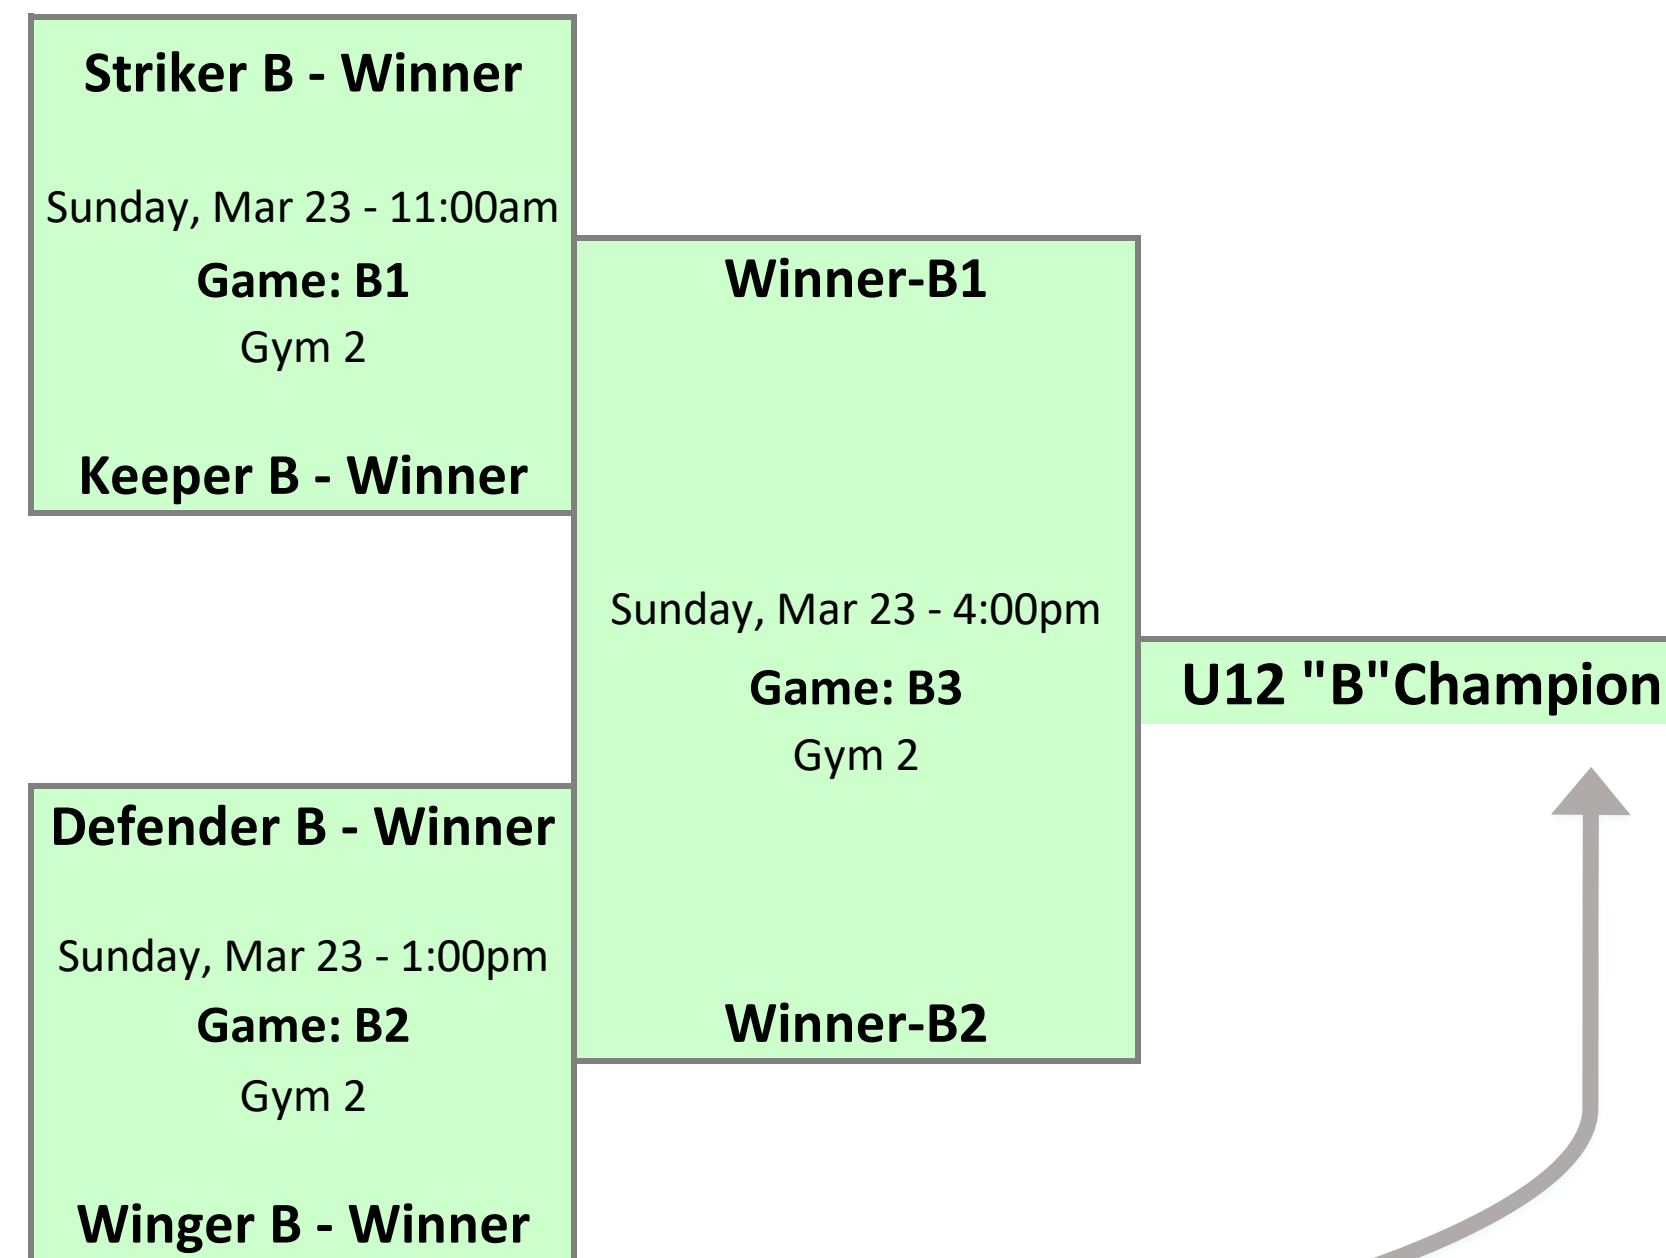 Striker B - Winner
Sunday, Mar 23 - 11:00am
Game: B1
Gym 2
Keeper B - Winner
Winner-B1
Sunday, Mar 23 - 4:00pm
Game: B3
Gym 2
Winner-B2
U12 "B"Champion
Defender B - Winner
Sunday, Mar 23 - 1:00pm
Game: B2
Gym 2
Winger B - Winner